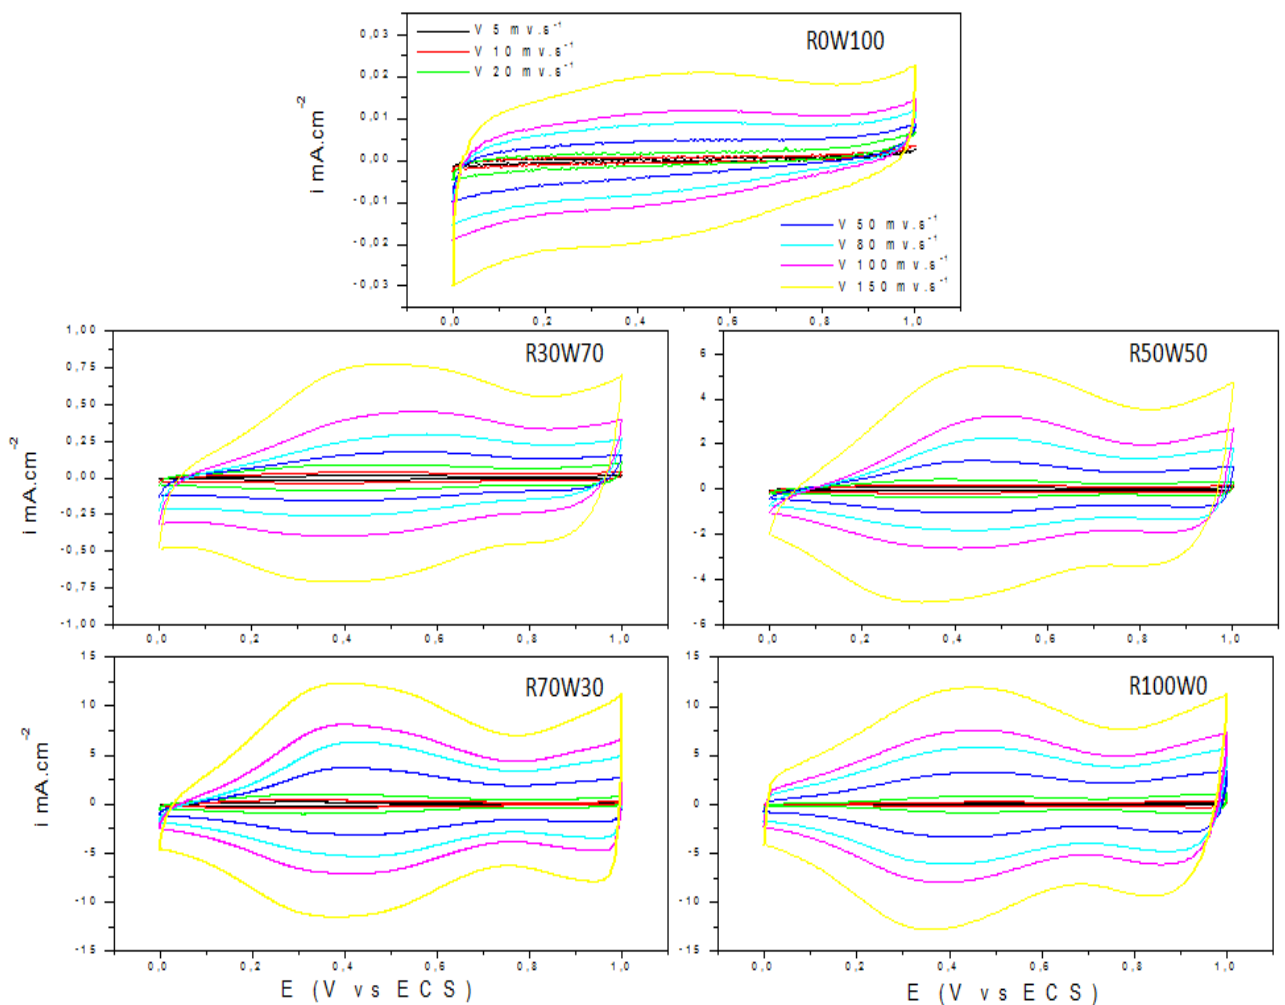 R0W100
V 5 mv.s⁻¹
V 10 mv.s⁻¹
V 20 mv.s⁻¹
V 50 mv.s⁻¹
V 80 mv.s⁻¹
V 100 mv.s⁻¹
V 150 mv.s⁻¹
i mA.cm⁻²
0,03
0,02
0,01
0,00
-0,01
-0,02
-0,03
0,0 0,2 0,4 0,6 0,8 1,0
R30W70
i mA.cm⁻²
1,00
0,75
0,50
0,25
0,00
-0,25
-0,50
-0,75
-1,00
0,0 0,2 0,4 0,6 0,8 1,0
R50W50
6
4
2
0
-2
-4
-6
0,0 0,2 0,4 0,6 0,8 1,0
R70W30
i mA.cm⁻²
15
10
5
0
-5
-10
-15
0,0 0,2 0,4 0,6 0,8 1,0
E (V vs ECS)
R100W0
15
10
5
0
-5
-10
-15
0,0 0,2 0,4 0,6 0,8 1,0
E (V vs ECS)